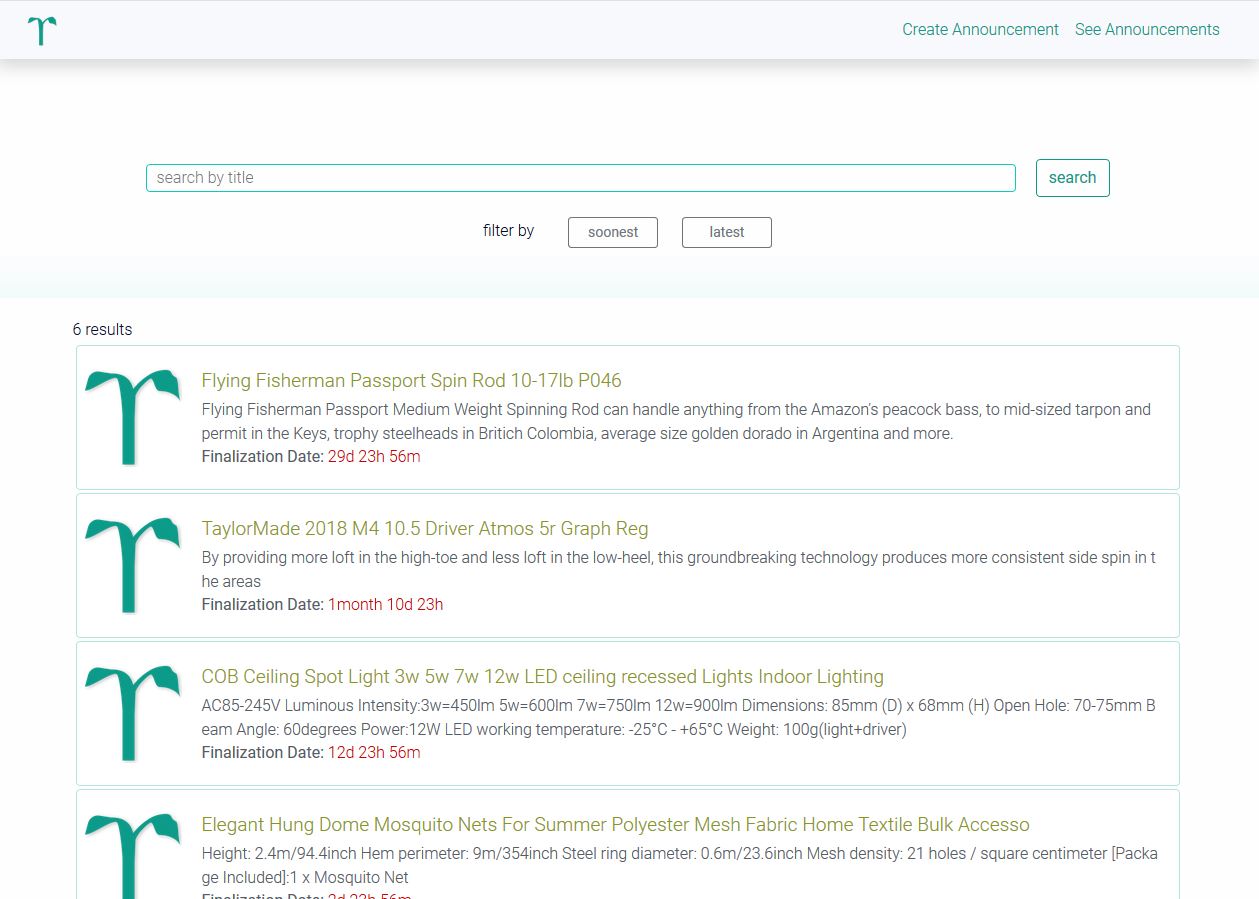 Create Announcement See Announcements
search by title
search
filter by soonest latest
6 results
Flying Fisherman Passport Spin Rod 10-17lb P046
Flying Fisherman Passport Medium Weight Spinning Rod can handle anything from the Amazon's peacock bass, to mid-sized tarpon and
permit in the Keys, trophy steelheads in Britich Colombia, average size golden dorado in Argentina and more.
Finalization Date: 29d 23h 56m
TaylorMade 2018 M4 10.5 Driver Atmos 5r Graph Reg
By providing more loft in the high-toe and less loft in the low-heel, this groundbreaking technology produces more consistent side spin in t
he areas
Finalization Date: 1month 10d 23h
COB Ceiling Spot Light 3w 5w 7w 12w LED ceiling recessed Lights Indoor Lighting
AC85-245V Luminous Intensity:3w=450lm 5w=600lm 7w=750lm 12w=900lm Dimensions: 85mm (D) x 68mm (H) Open Hole: 70-75mm B
eam Angle: 60degrees Power:12W LED working temperature: -25°C - +65°C Weight: 100g(light+driver)
Finalization Date: 12d 23h 56m
Elegant Hung Dome Mosquito Nets For Summer Polyester Mesh Fabric Home Textile Bulk Accesso
Height: 2.4m/94.4inch Hem perimeter: 9m/354inch Steel ring diameter: 0.6m/23.6inch Mesh density: 21 holes / square centimeter [Packa
ge Included]:1 x Mosquito Net
Finalization Date: 2d 23h 56m